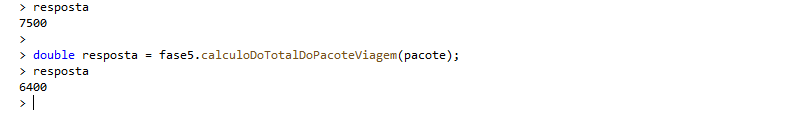 > resposta
7500
>
> double resposta = fase5.calculoDoTotalDoPacoteViagem(pacote);
> resposta
6400
>